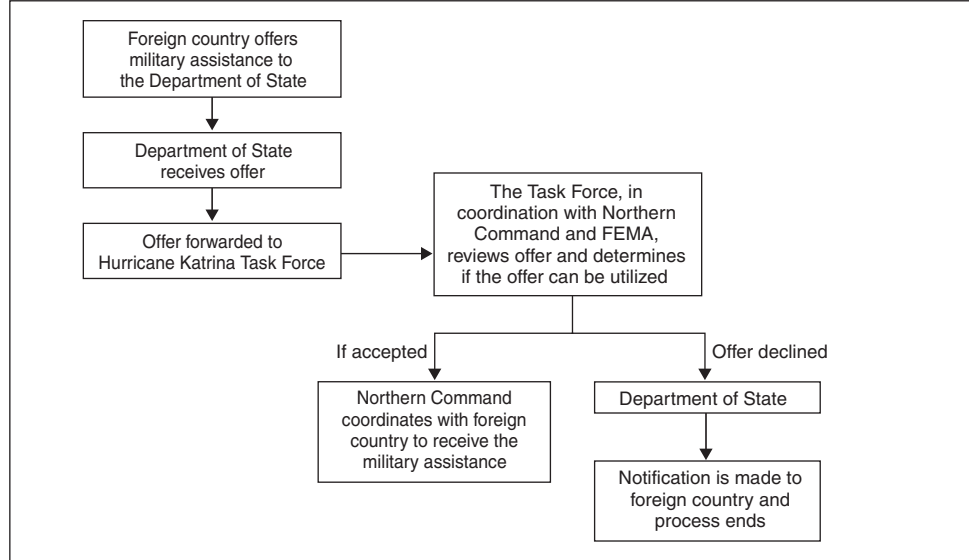 Foreign country offers
military assistance to
the Department of State
Department of State
receives offer
Offer forwarded to
Hurricane Katrina Task Force
The Task Force, in
coordination with Northern
Command and FEMA,
reviews offer and determines
if the offer can be utilized
If accepted
Offer declined
Northern Command
coordinates with foreign
country to receive the
military assistance
Department of State
Notification is made to
foreign country and
process ends